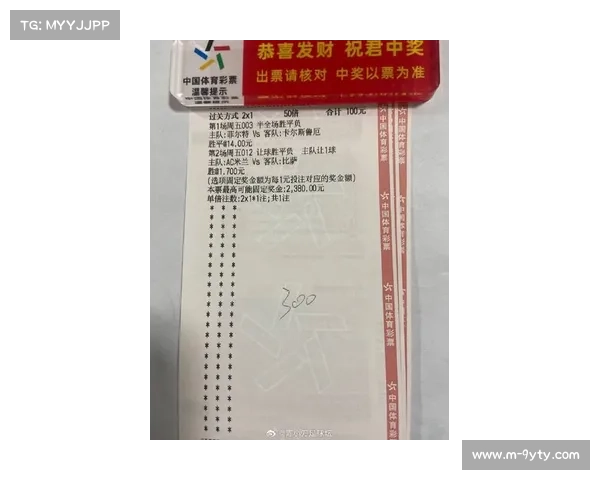 TG: MYYJJPP
中国体育彩票
温馨提示
恭喜发财 祝君中奖
出票请核对 中奖以票为准
过关方式 2x1 50倍 合计 100元
第1场周五003 半全场胜平负
主队:菲尔特 Vs 客队:卡尔斯鲁厄
胜平@14.00元
第2场周五012 让球胜平负 主队让1球
主队:AC米兰 Vs 客队:比萨
胜@1.700元
(选项固定奖金额为每1元投注对应的奖金额)
本票最高可能固定奖金:2,380.00元
单倍注数:2x1*1注;共1注
300
中国体育彩票
中国体育彩票
中国体育彩票
中国体育彩票
www.m-9yty.com